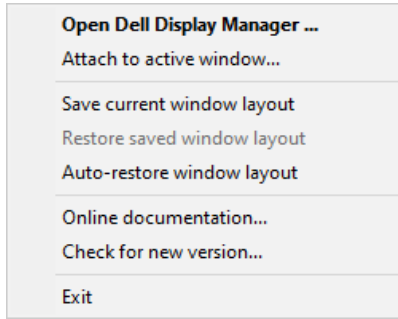 Open Dell Display Manager ...
Attach to active window...
Save current window layout
Restore saved window layout
Auto-restore window layout
Online documentation...
Check for new version...
Exit